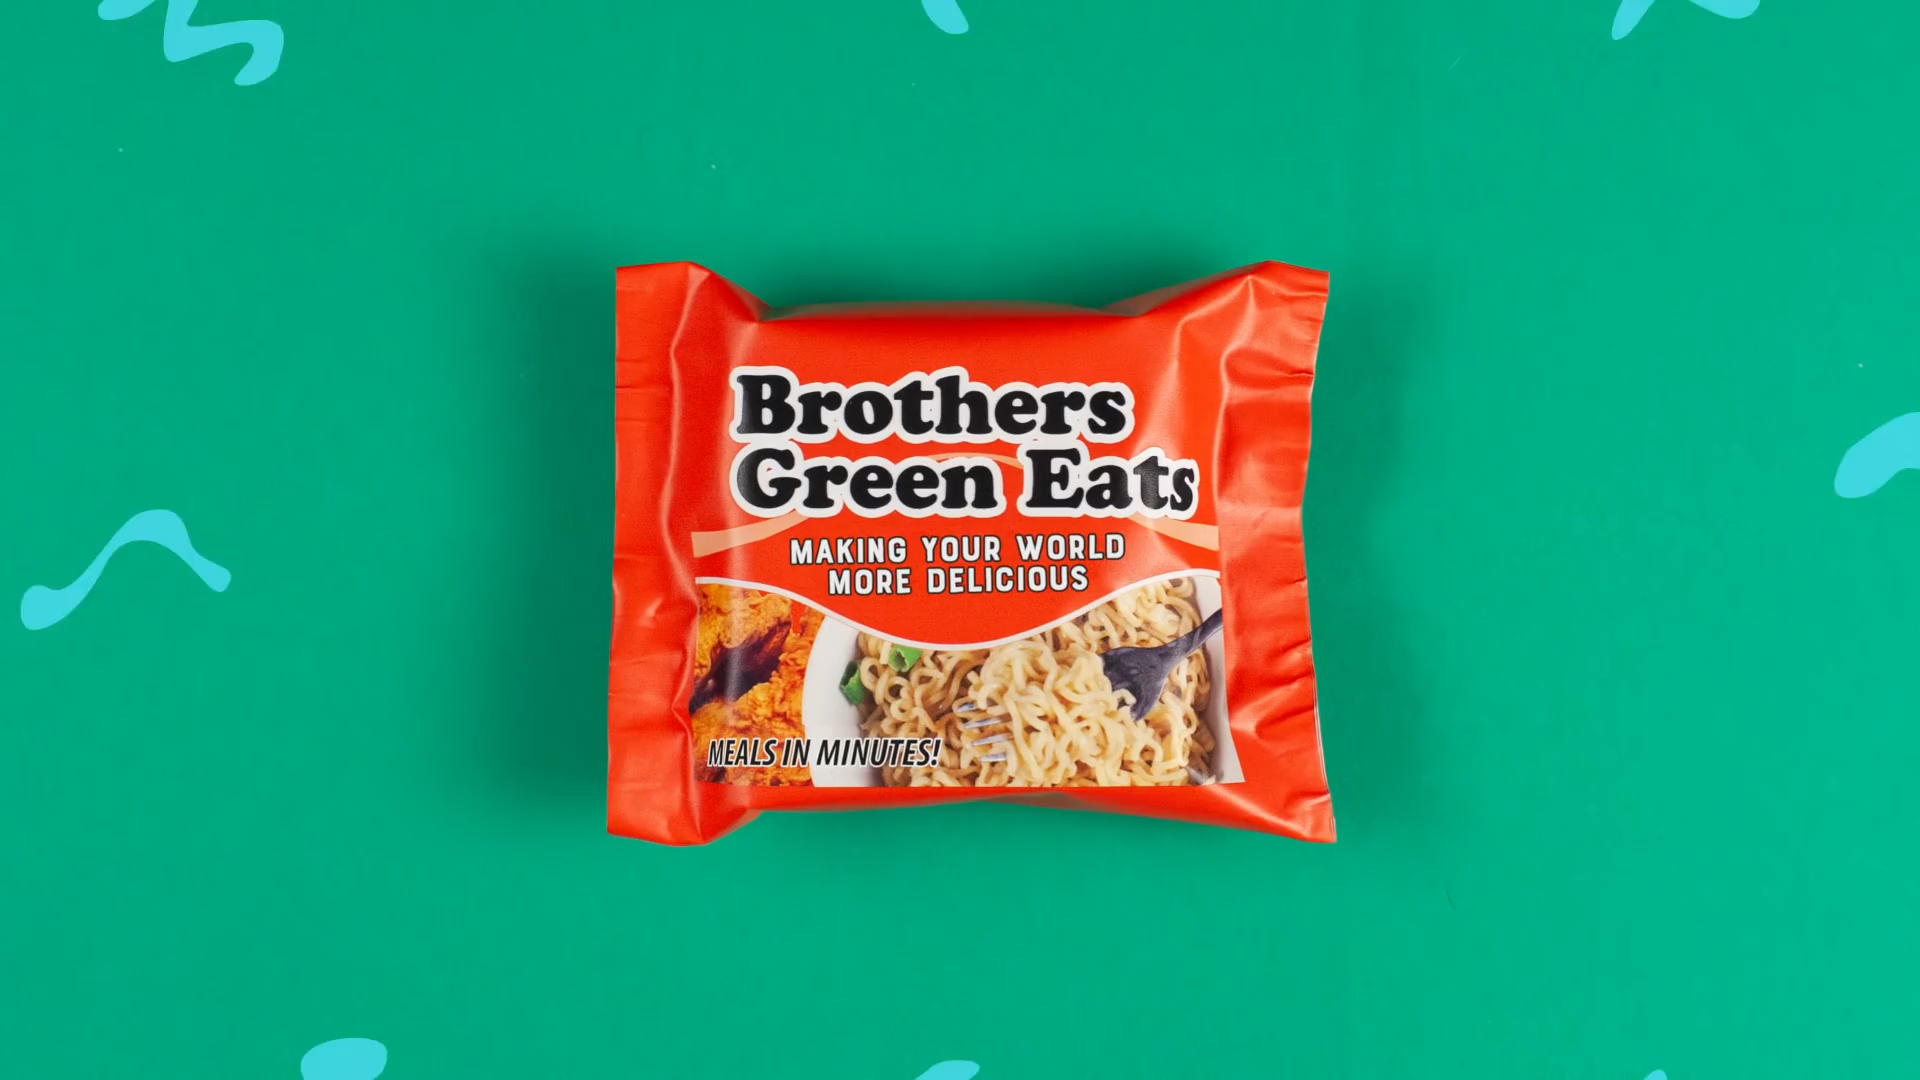 Brothers
Green Eats
MAKING YOUR WORLD
MORE DELICIOUS
MEALS IN MINUTES!